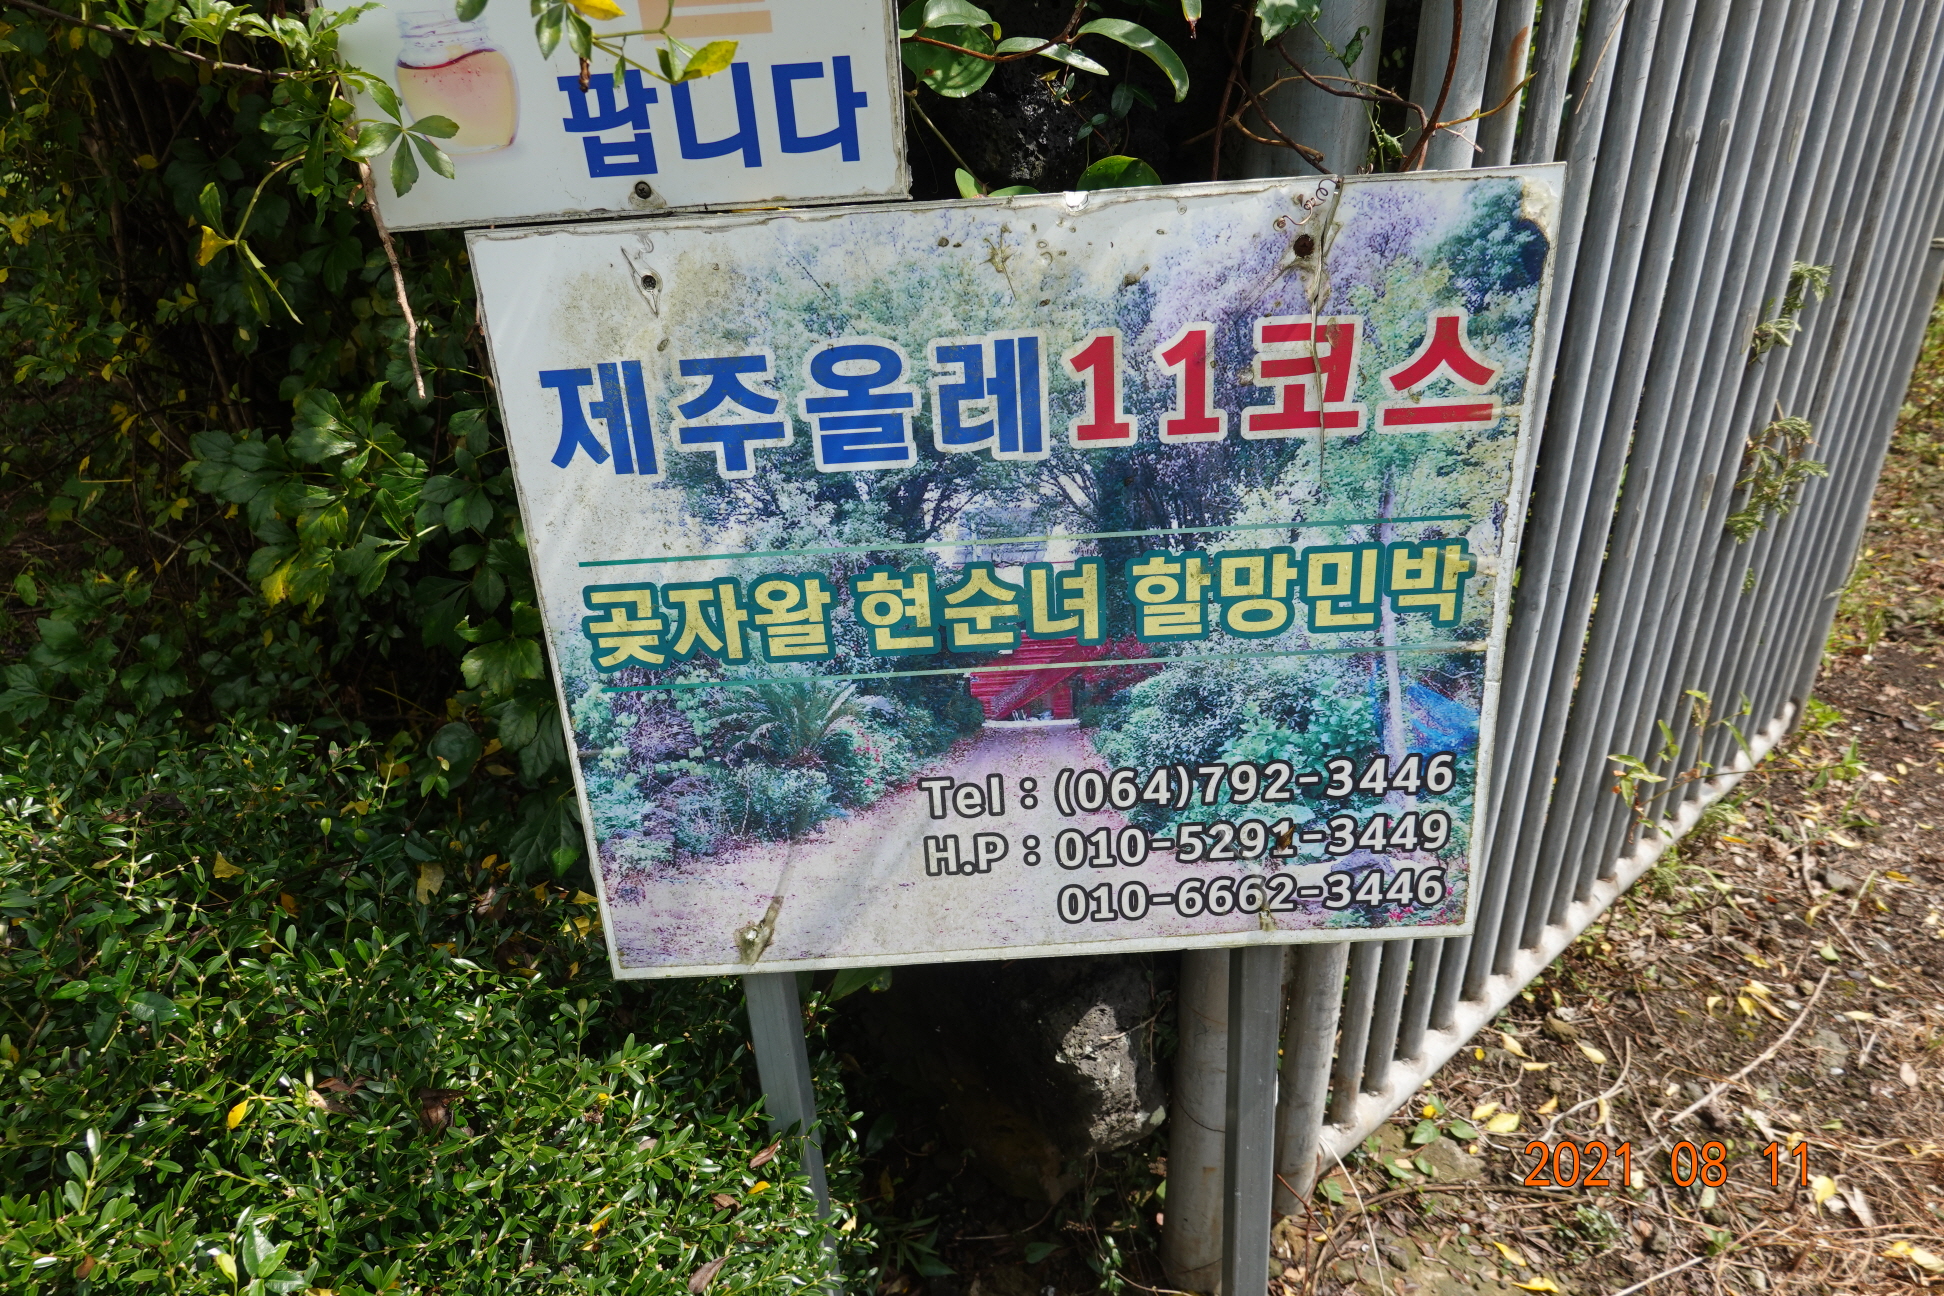 팝니다
제주올레11코스
곶자왈 현순녀 할망민박
Tel : (064)792-3446
H.P : 010-5291-3449
010-6662-3446
2021 08 11